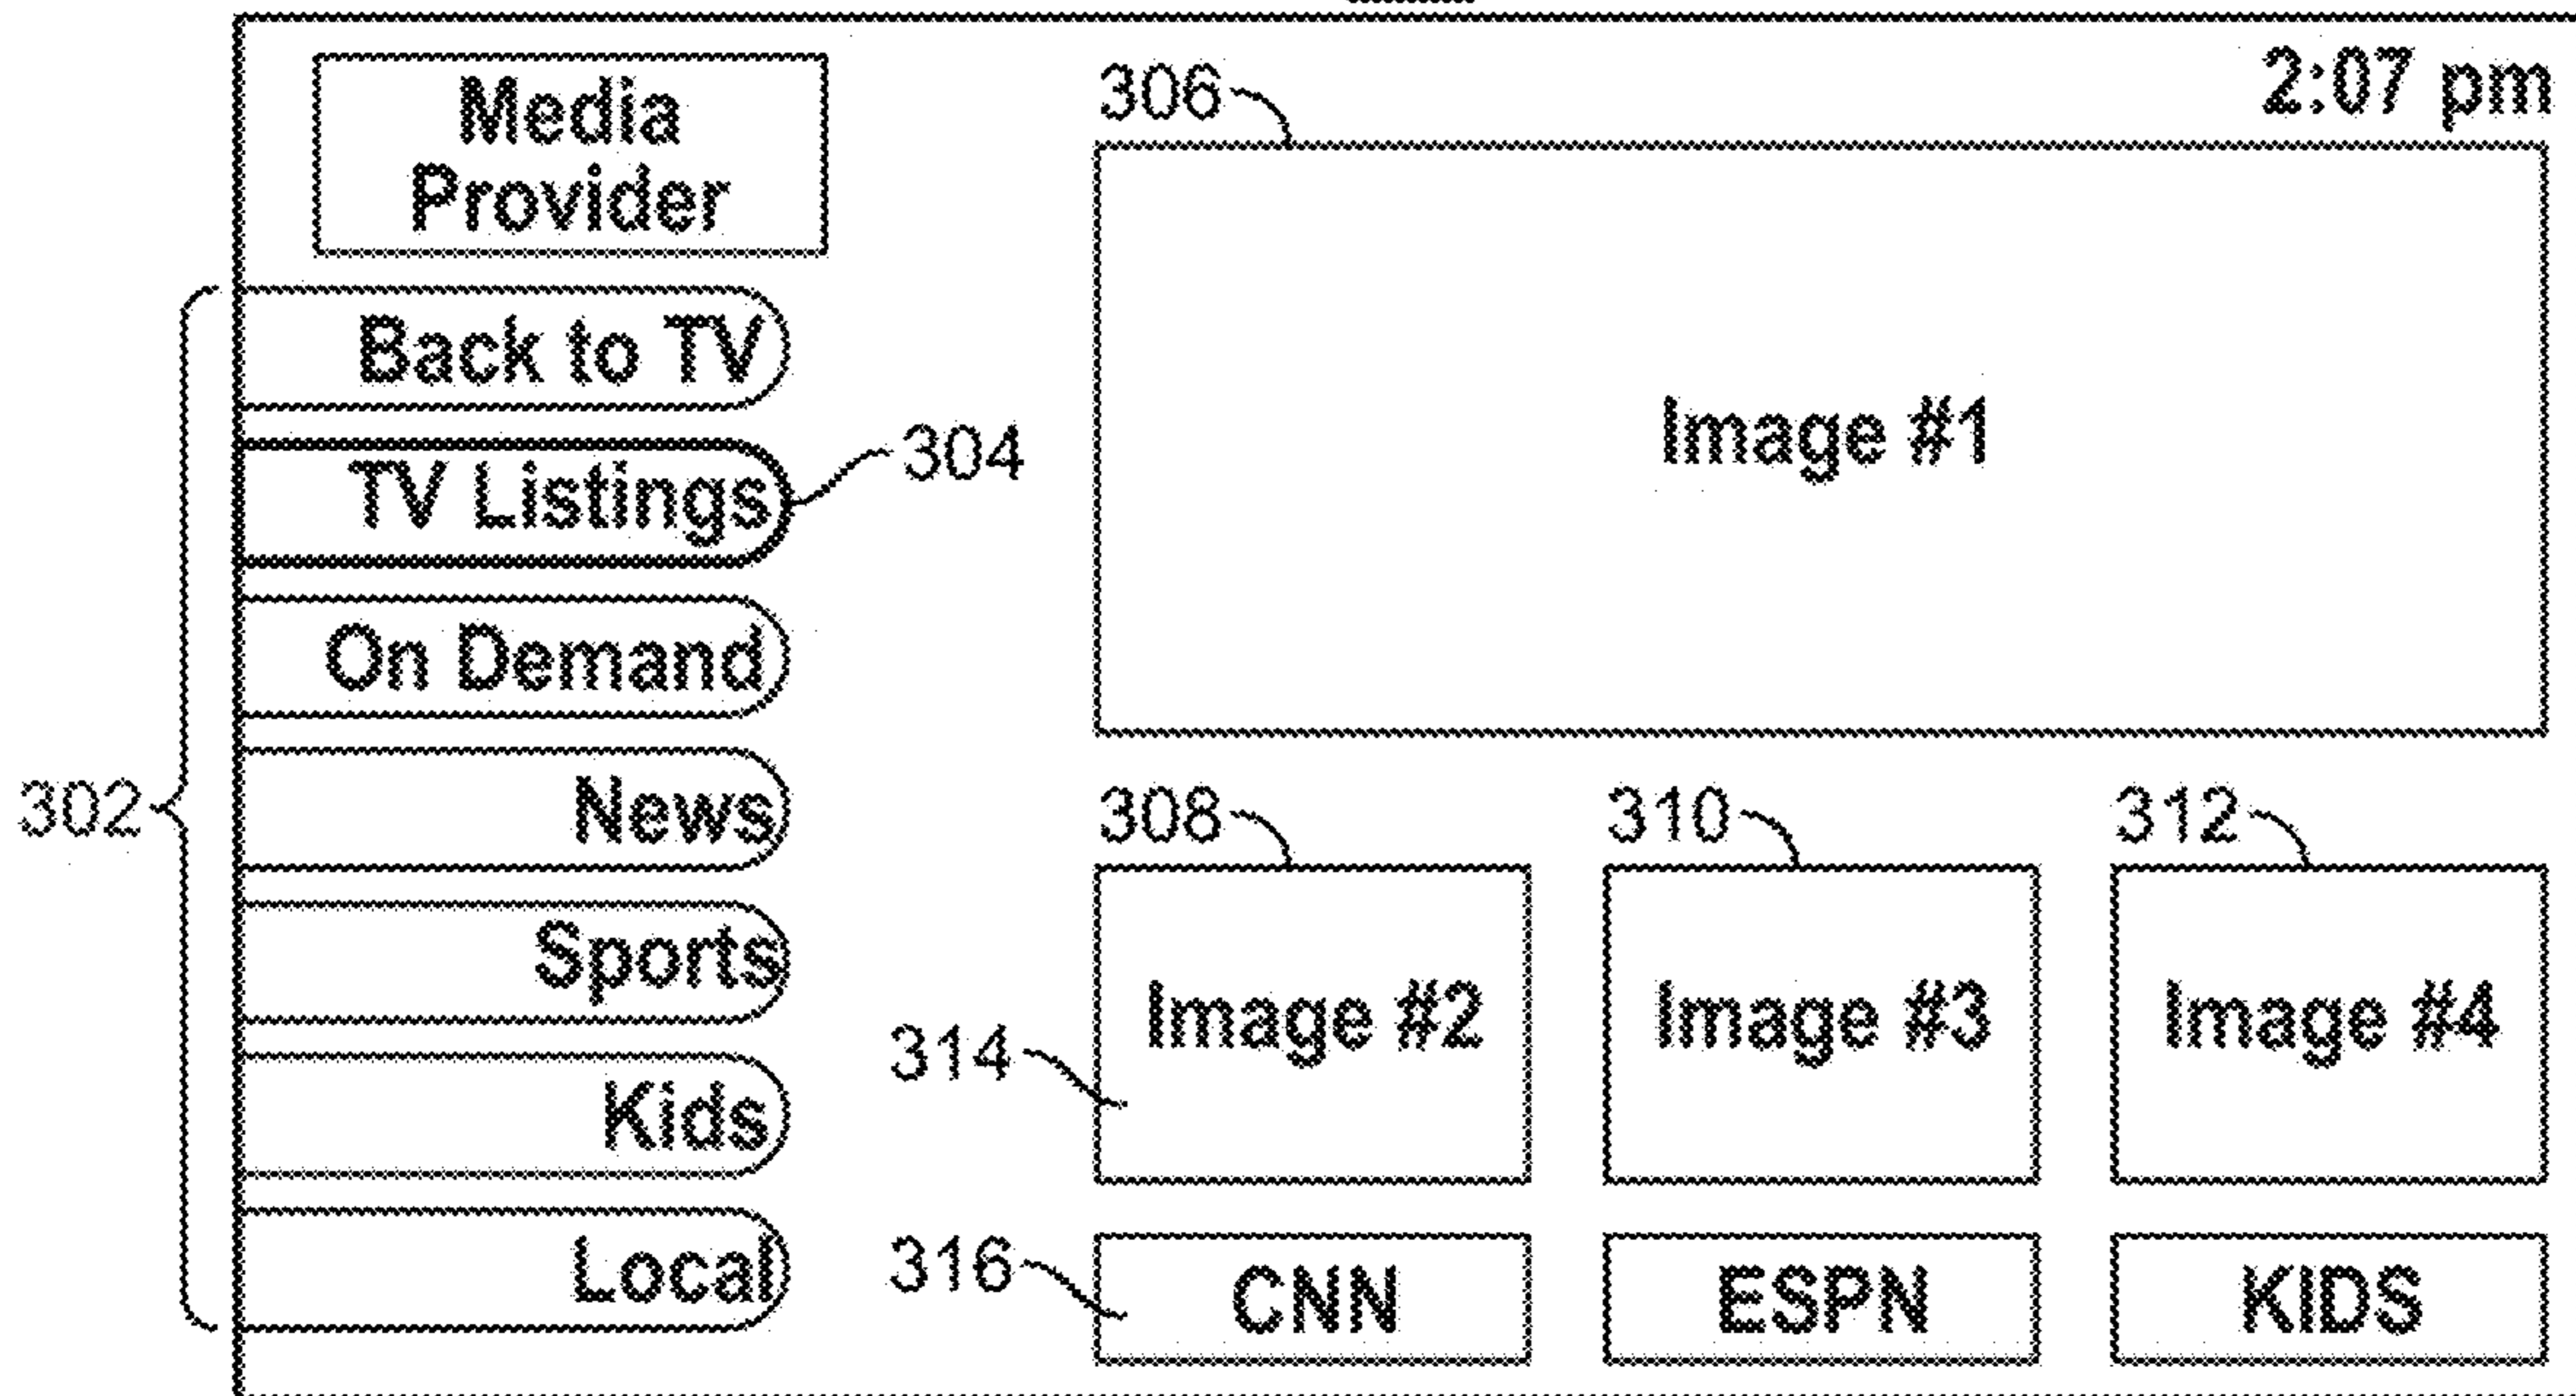 2:07 pm
Media
Provider
306
Back to TV
Image #1
TV Listings
304
On Demand
302
News
308
310
312
Sports
Image #2
Image #3
Image #4
314
Kids
Local
316
CNN
ESPN
KIDS